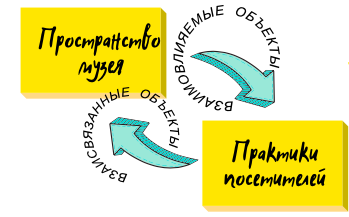 Пространство
музея
ВЗАИМОВЛИЯЕМЫЕ ОБЪЕКТЫ
ВЗАИСВЯЗАННЫЕ ОБЪЕКТЫ
Практики
посетителей